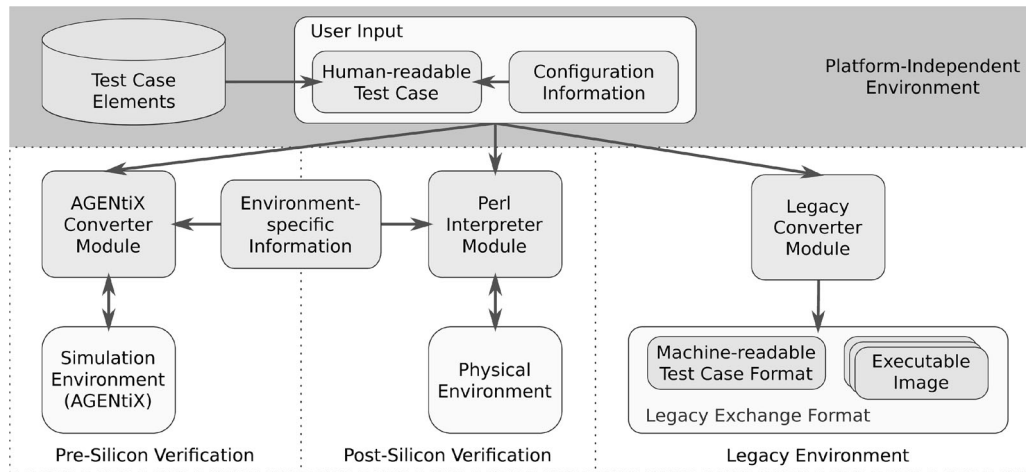 User Input
Test Case
Elements
Human-readable
Test Case
Configuration
Information
Platform-Independent
Environment
AGENtiX
Converter
Module
Environment-
specific
Information
Perl
Interpreter
Module
Legacy
Converter
Module
Simulation
Environment
(AGENtiX)
Physical
Environment
Machine-readable
Test Case Format
Executable
Image
Legacy Exchange Format
Pre-Silicon Verification
Post-Silicon Verification
Legacy Environment